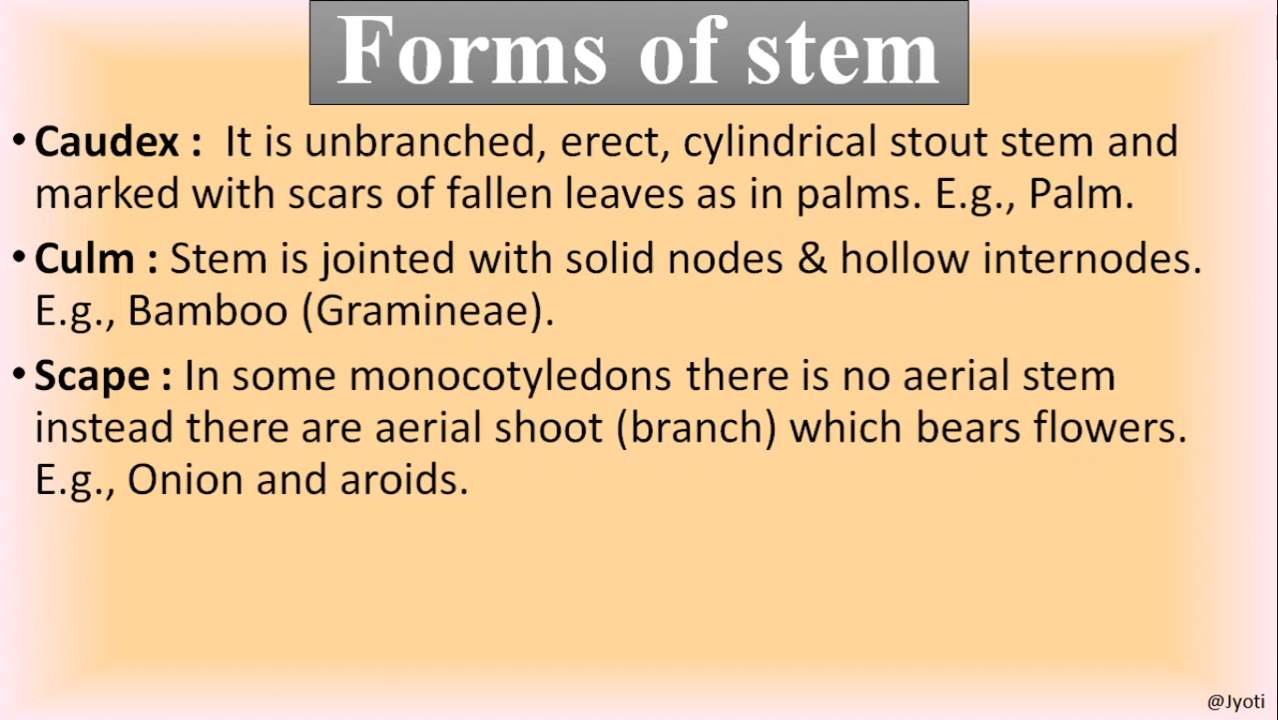 Forms of stem
• Caudex :  It is unbranched, erect, cylindrical stout stem and
marked with scars of fallen leaves as in palms. E.g., Palm.
• Culm : Stem is jointed with solid nodes & hollow internodes.
E.g., Bamboo (Gramineae).
• Scape : In some monocotyledons there is no aerial stem
instead there are aerial shoot (branch) which bears flowers.
E.g., Onion and aroids.
@Jyoti